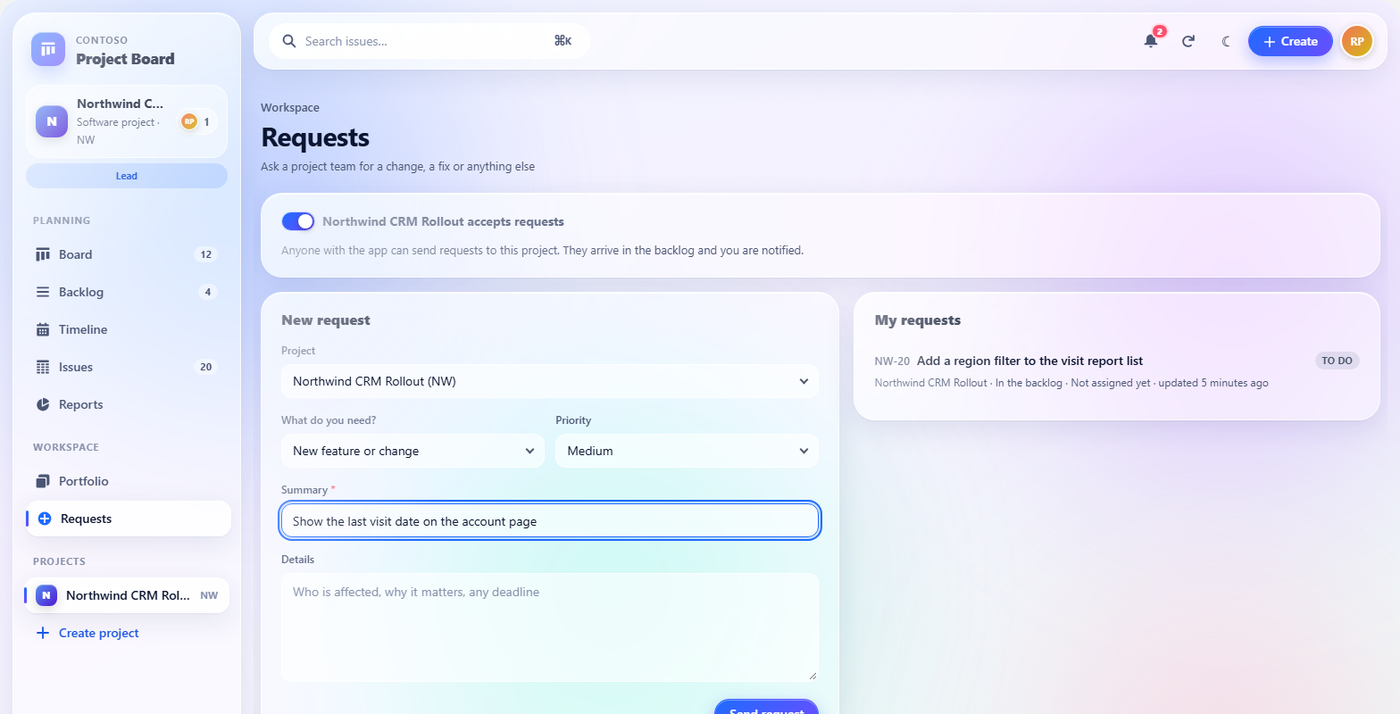 CONTOSO
Project Board
N
Northwind C...
Software project ·
NW
RP
1
Lead
PLANNING
Board
12
Backlog
4
Timeline
Issues
20
Reports
WORKSPACE
Portfolio
Requests
PROJECTS
N
Northwind CRM Rol...
NW
Create project
Search issues...
⌘K
2
Create
RP
Workspace
Requests
Ask a project team for a change, a fix or anything else
Northwind CRM Rollout accepts requests
Anyone with the app can send requests to this project. They arrive in the backlog and you are notified.
New request
Project
Northwind CRM Rollout (NW)
What do you need?
Priority
New feature or change
Medium
Summary *
Show the last visit date on the account page
Details
Who is affected, why it matters, any deadline
Send request
My requests
NW-20 Add a region filter to the visit report list
TO DO
Northwind CRM Rollout · In the backlog · Not assigned yet · updated 5 minutes ago